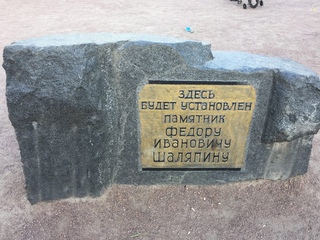 ЗДЕСЬ
БУДЕТ УСТАНОВЛЕН
ПАМЯТНИК
ФЕДОРУ
ИВАНОВИЧУ
ШАЛЯПИНУ